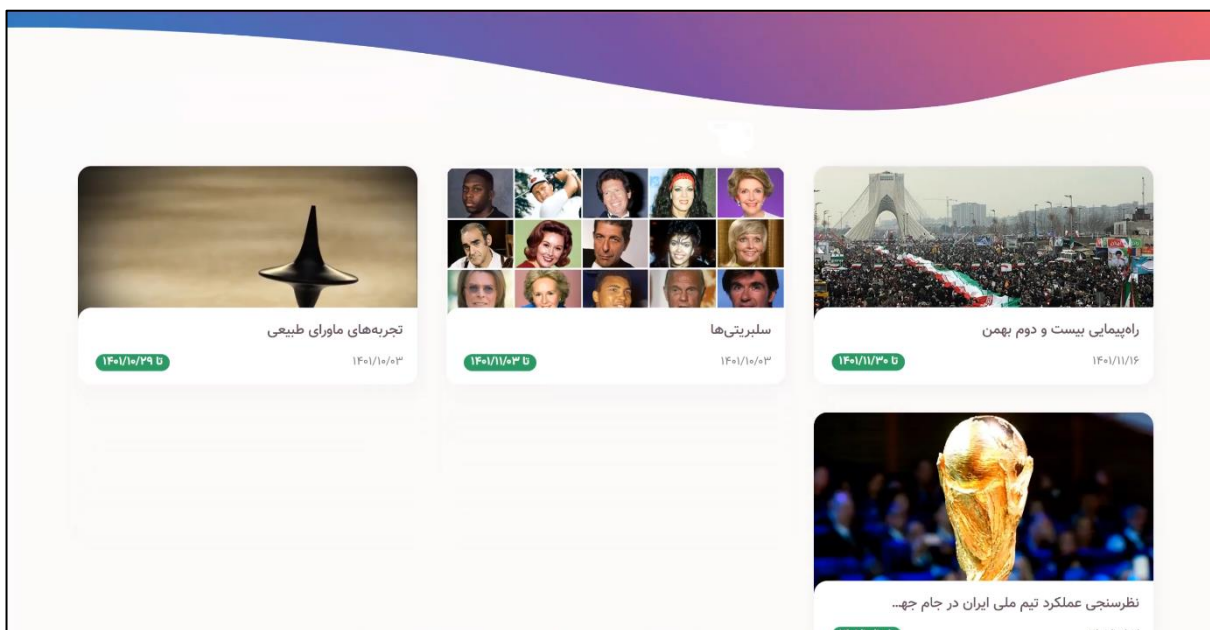 راه‌پیمایی بیست و دوم بهمن
۱۴۰۱/۱۱/۱۶
تا ۱۴۰۱/۱۱/۳۰
سلبریتی‌ها
۱۴۰۱/۱۰/۰۳
تا ۱۴۰۱/۱۱/۰۳
تجربه‌های ماورای طبیعی
۱۴۰۱/۱۰/۰۳
تا ۱۴۰۱/۱۰/۲۹
نظرسنجی عملکرد تیم ملی ایران در جام جه...